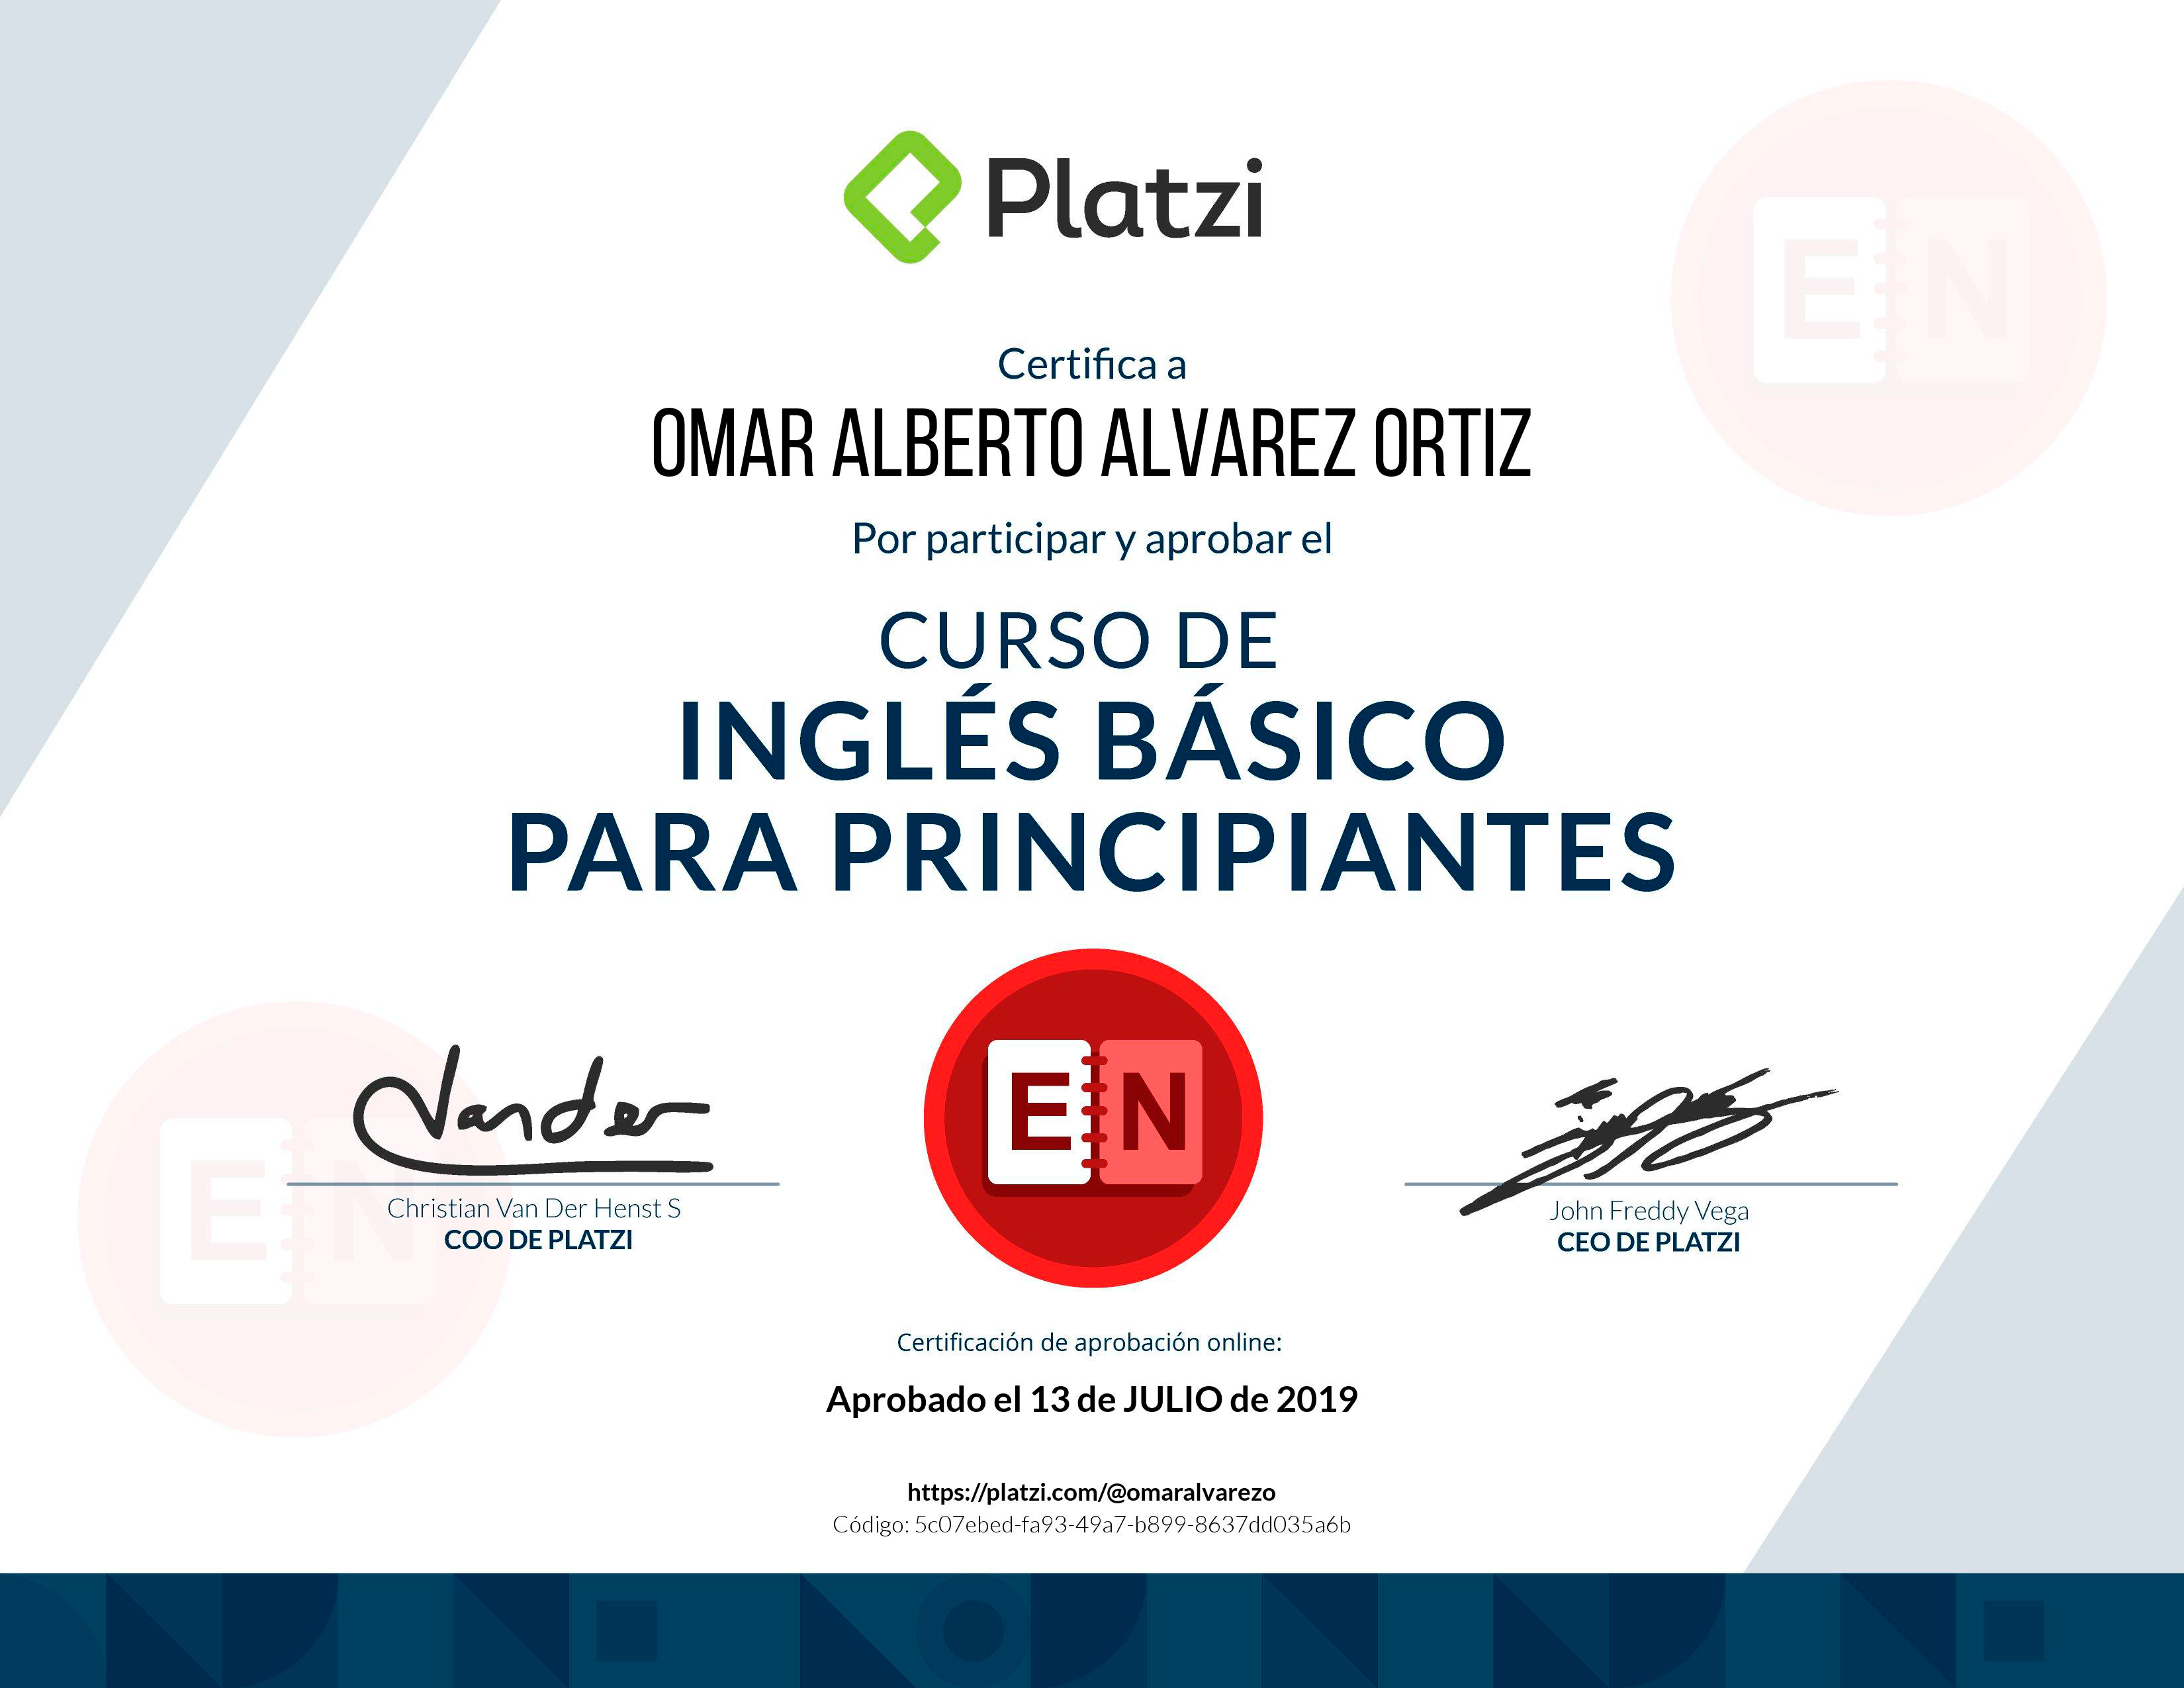 Platzi
Certifica a
OMAR ALBERTO ALVAREZ ORTIZ
Por participar y aprobar el
CURSO DE
INGLÉS BÁSICO
PARA PRINCIPIANTES
E N
E N
E N
Vander
Christian Van Der Henst S
COO DE PLATZI
John Freddy Vega
CEO DE PLATZI
Certificación de aprobación online:
Aprobado el 13 de JULIO de 2019
https://platzi.com/@omaralvarezo
Código: 5c07ebed-fa93-49a7-b899-8637dd035a6b